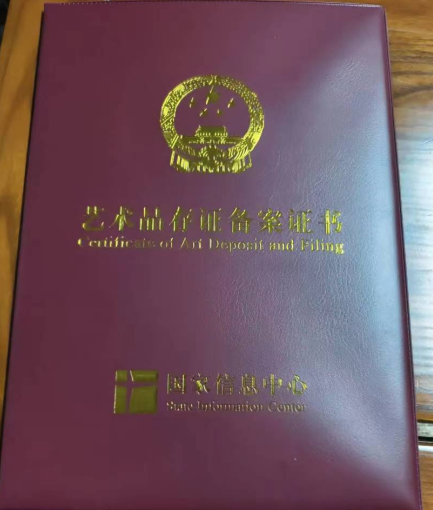 艺术品存证备案证书
Certificate of Art Deposit and Filing
国家信息中心
State Information Center